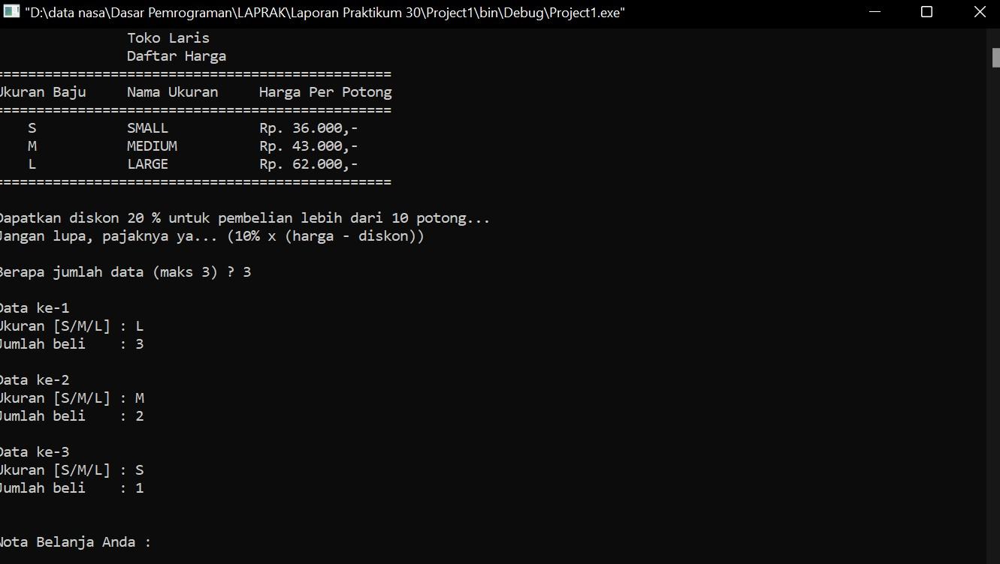 "D:\data nasa\Dasar Pemrograman\LAPRAK\Laporan Praktikum 30\Project1\bin\Debug\Project1.exe"
Toko Laris
Daftar Harga
================================================
Ukuran Baju     Nama Ukuran     Harga Per Potong
================================================
S     SMALL     Rp. 36.000,-
M     MEDIUM     Rp. 43.000,-
L     LARGE     Rp. 62.000,-
================================================
Dapatkan diskon 20 % untuk pembelian lebih dari 10 potong...
Jangan lupa, pajaknya ya... (10% x (harga - diskon))
Berapa jumlah data (maks 3) ? 3
Data ke-1
Ukuran [S/M/L] : L
Jumlah beli    : 3
Data ke-2
Ukuran [S/M/L] : M
Jumlah beli    : 2
Data ke-3
Ukuran [S/M/L] : S
Jumlah beli    : 1
Nota Belanja Anda :